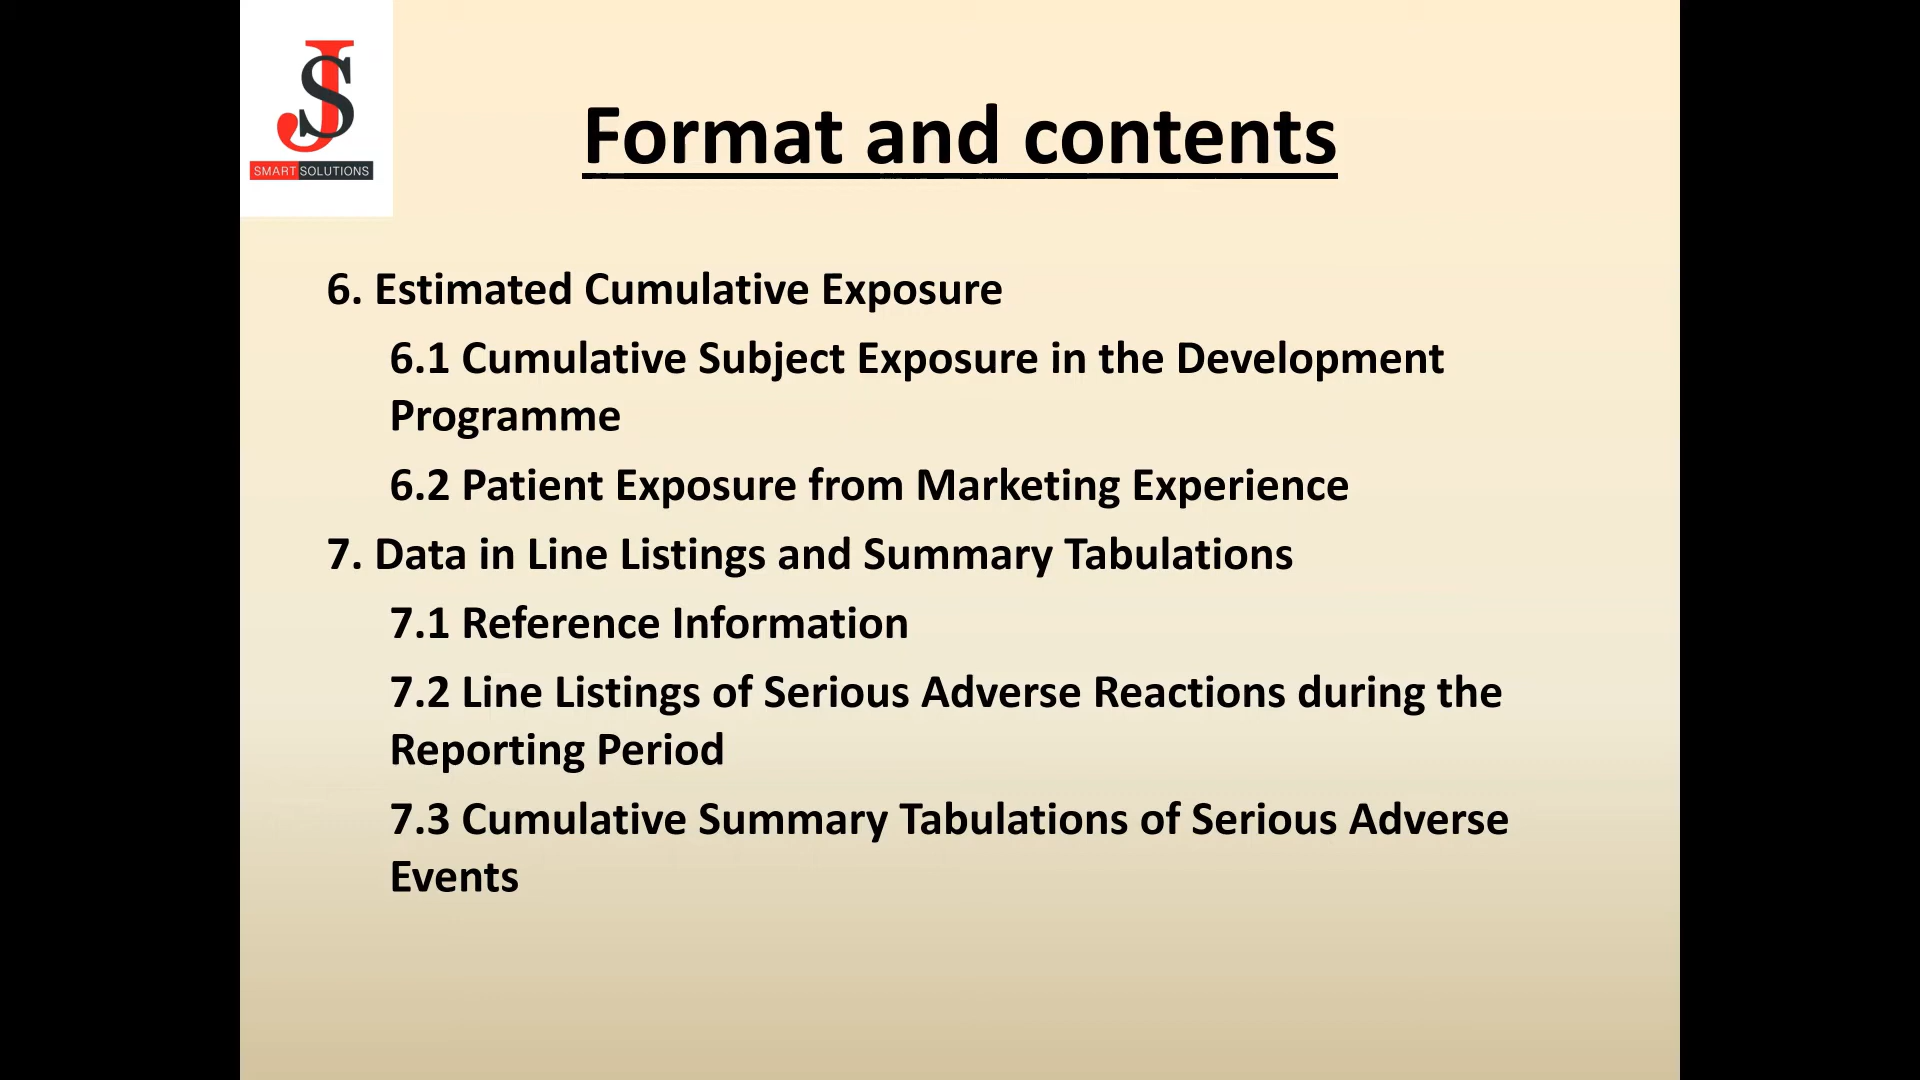 JS
SMART SOLUTIONS
Format and contents
6. Estimated Cumulative Exposure
6.1 Cumulative Subject Exposure in the Development
Programme
6.2 Patient Exposure from Marketing Experience
7. Data in Line Listings and Summary Tabulations
7.1 Reference Information
7.2 Line Listings of Serious Adverse Reactions during the
Reporting Period
7.3 Cumulative Summary Tabulations of Serious Adverse
Events